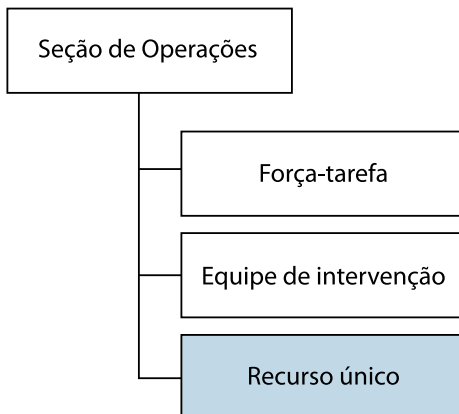 Seção de Operações
Força-tarefa
Equipe de intervenção
Recurso único